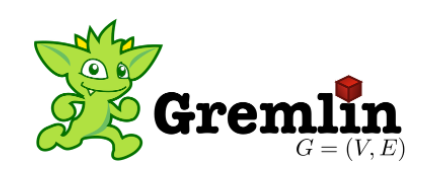 Gremlin
G = (V, E)